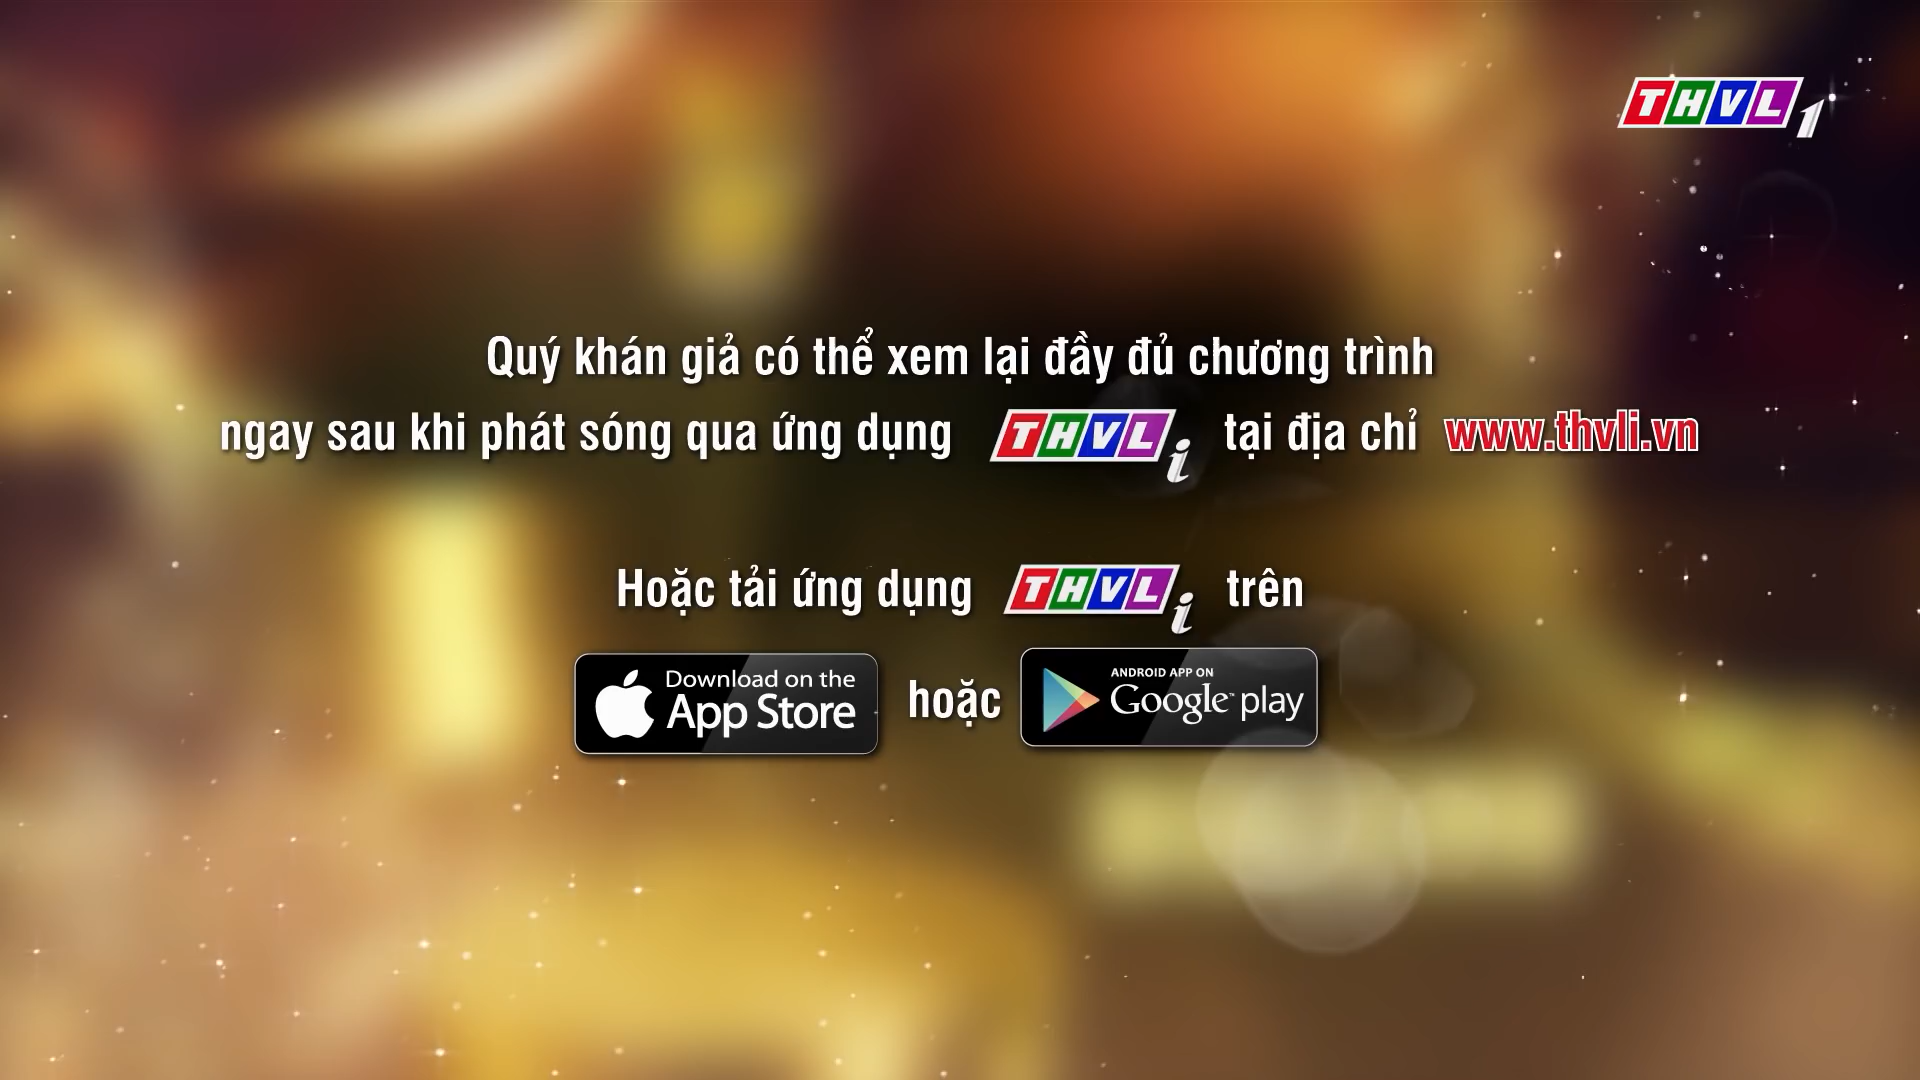 THVL1
Quý khán giả có thể xem lại đầy đủ chương trình
ngay sau khi phát sóng qua ứng dụng THVLi tại địa chỉ www.thvli.vn
Hoặc tải ứng dụng THVLi trên
Download on the
App Store
hoặc
ANDROID APP ON
Google™ play